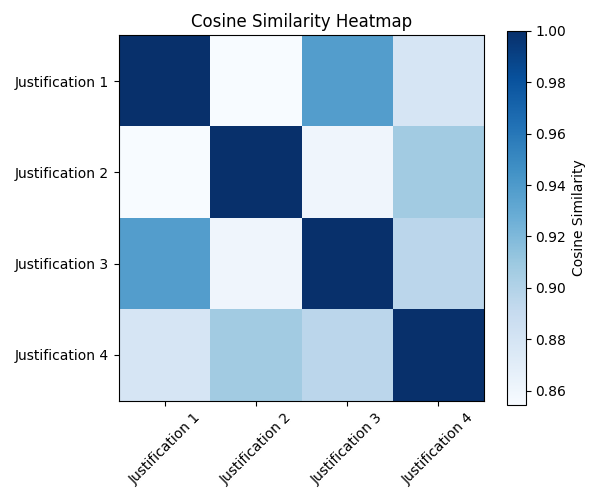 Cosine Similarity Heatmap
Justification 1
Justification 2
Justification 3
Justification 4
Justification 1
Justification 2
Justification 3
Justification 4
1.00
0.98
0.96
0.94
0.92
0.90
0.88
0.86
Cosine Similarity